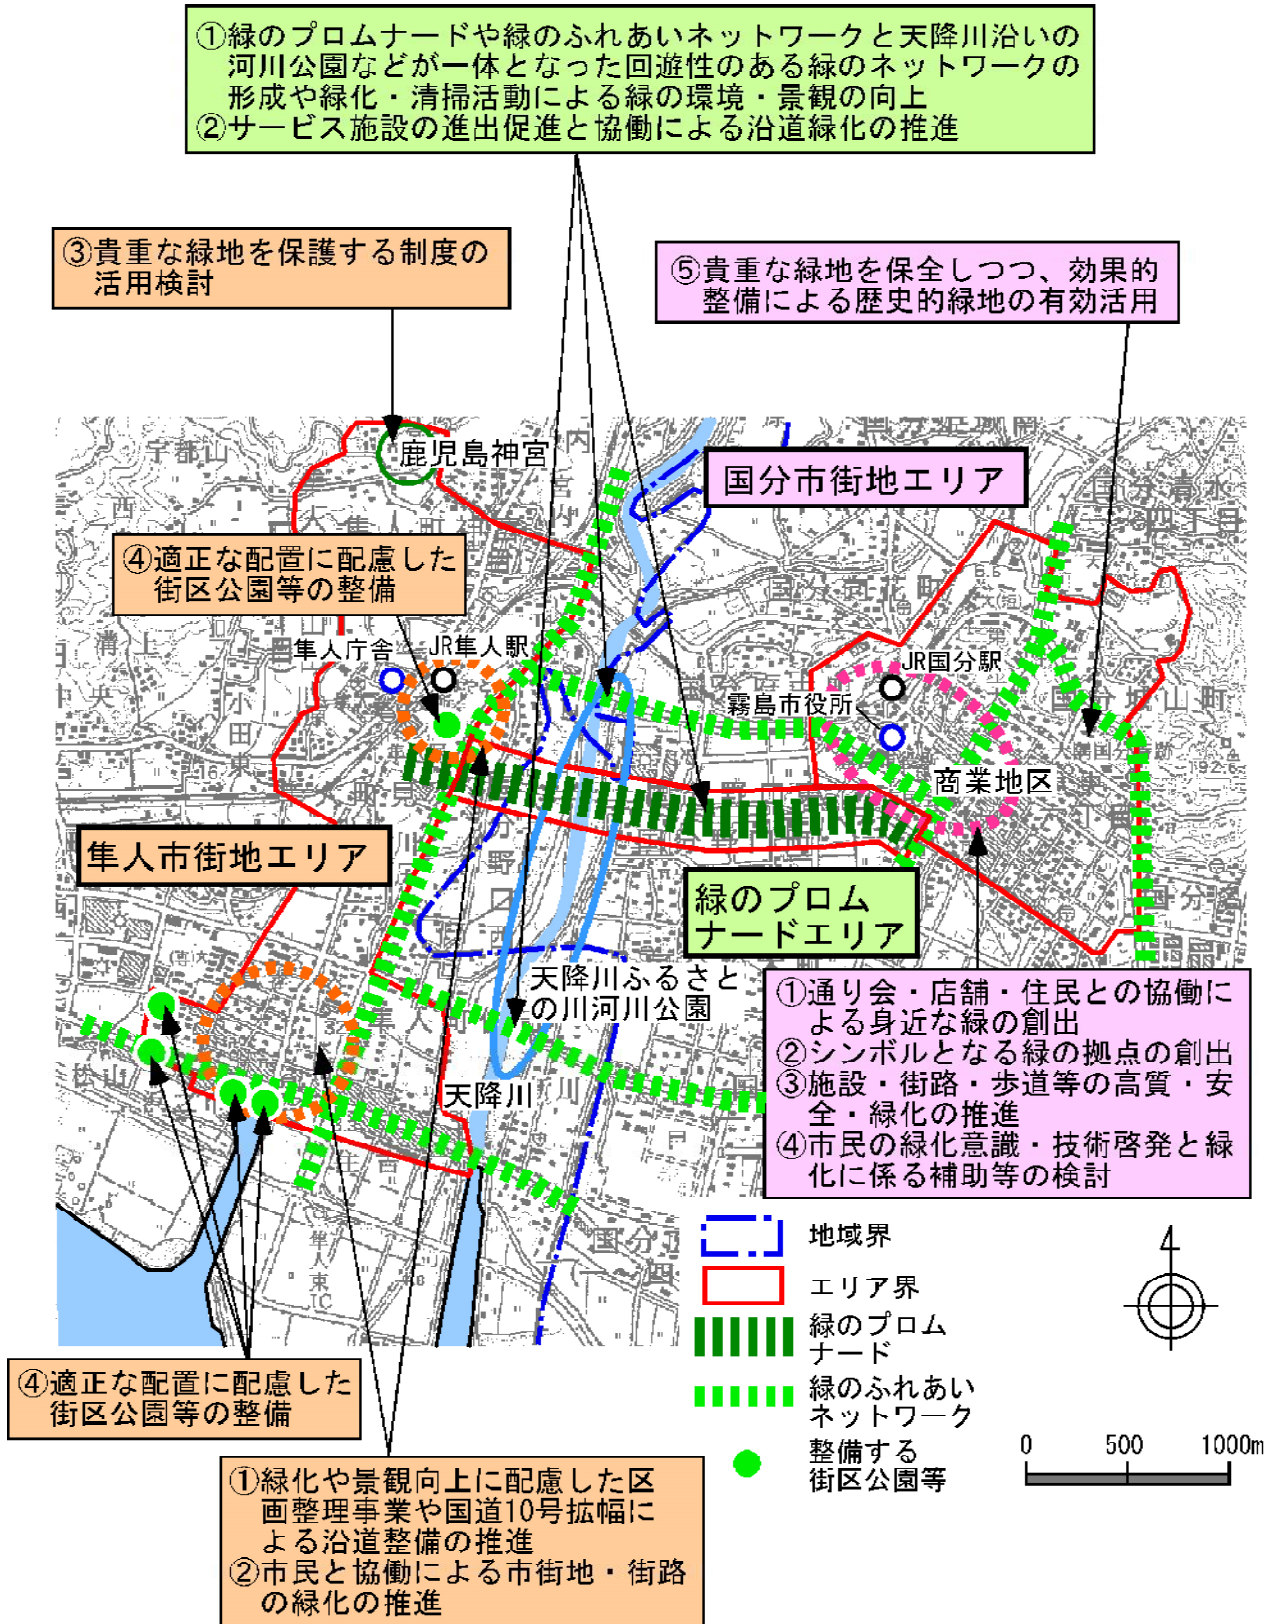 ①緑のプロムナードや緑のふれあいネットワークと天降川沿いの
河川公園などが一体となった回遊性のある緑のネットワークの
形成や緑化・清掃活動による緑の環境・景観の向上
②サービス施設の進出促進と協働による沿道緑化の推進
③貴重な緑地を保護する制度の
活用検討
⑤貴重な緑地を保全しつつ、効果的
整備による歴史的緑地の有効活用
鹿児島神宮
国分市街地エリア
④適正な配置に配慮した
街区公園等の整備
隼人庁舎
JR隼人駅
JR国分駅
霧島市役所
商業地区
隼人市街地エリア
緑のプロム
ナードエリア
天降川ふるさと
の川河川公園
天降川
①通り会・店舗・住民との協働に
よる身近な緑の創出
②シンボルとなる緑の拠点の創出
③施設・街路・歩道等の高質・安
全・緑化の推進
④市民の緑化意識・技術啓発と緑
化に係る補助等の検討
地域界
エリア界
緑のプロム
ナード
緑のふれあい
ネットワーク
整備する
街区公園等
0 500 1000m
④適正な配置に配慮した
街区公園等の整備
①緑化や景観向上に配慮した区
画整理事業や国道10号拡幅に
よる沿道整備の推進
②市民と協働による市街地・街路
の緑化の推進